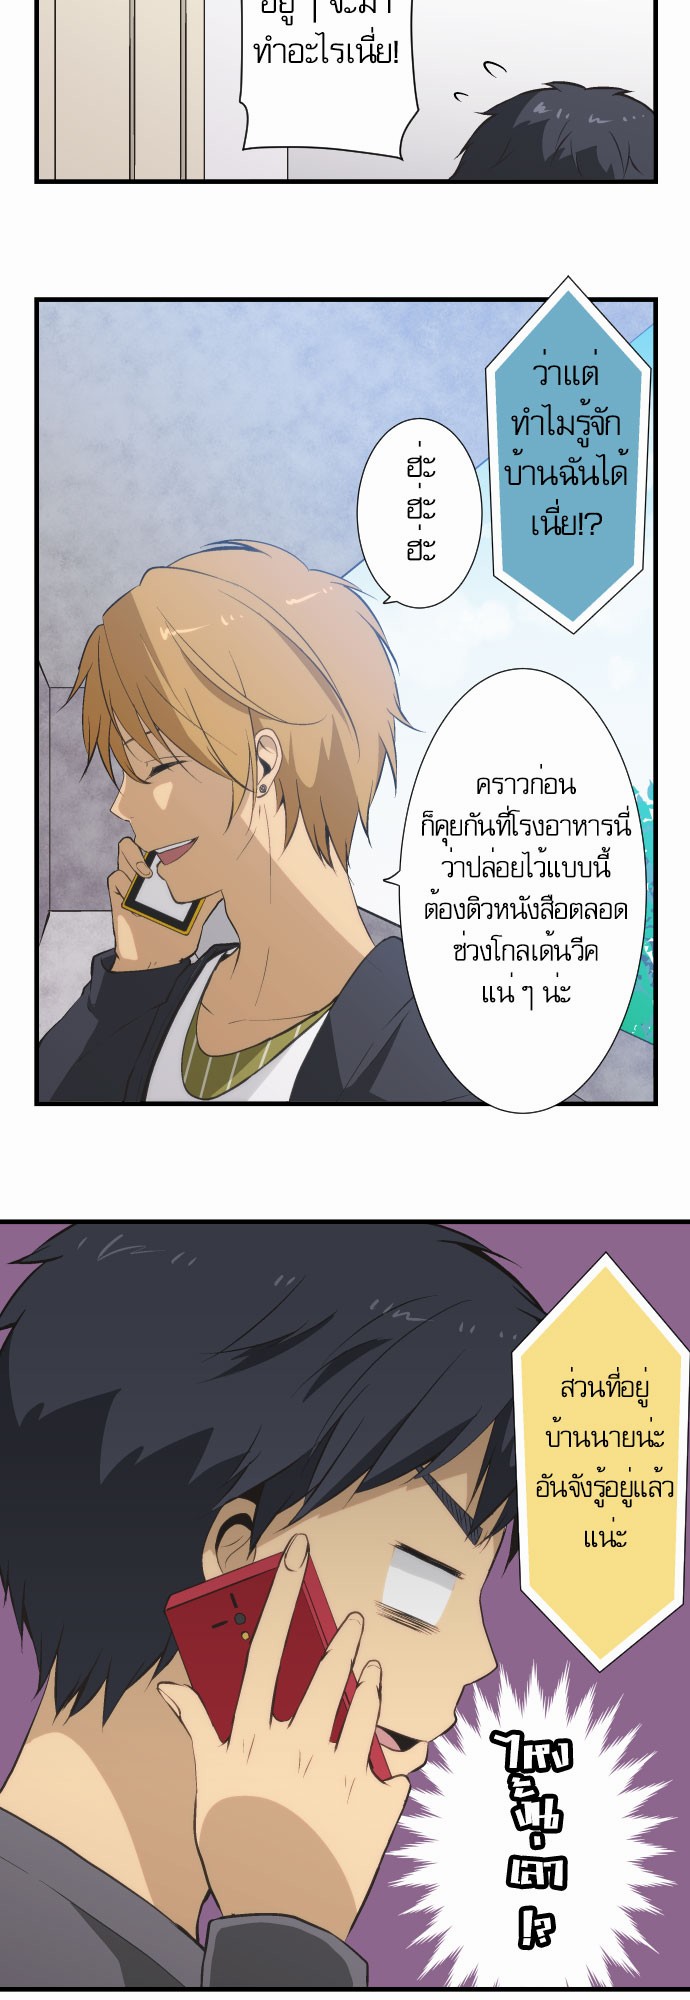 อยู่ ๆ จะมา
ทำอะไรเนี่ย!
ว่าแต่
ทำไมรู้จัก
บ้านฉันได้
เนี่ย!?
ฮ่ะ
ฮ่ะ
ฮ่ะ
คราวก่อน
ก็คุยกันที่โรงอาหารนี่
ว่าปล่อยไว้แบบนี้
ต้องติวหนังสือตลอด
ช่วงโกลเด้นวีค
แน่ ๆ น่ะ
ส่วนที่อยู่
บ้านนายน่ะ
อันจังรู้อยู่แล้ว
แน่ะ
ไหง
งั้น
ล่า
!?